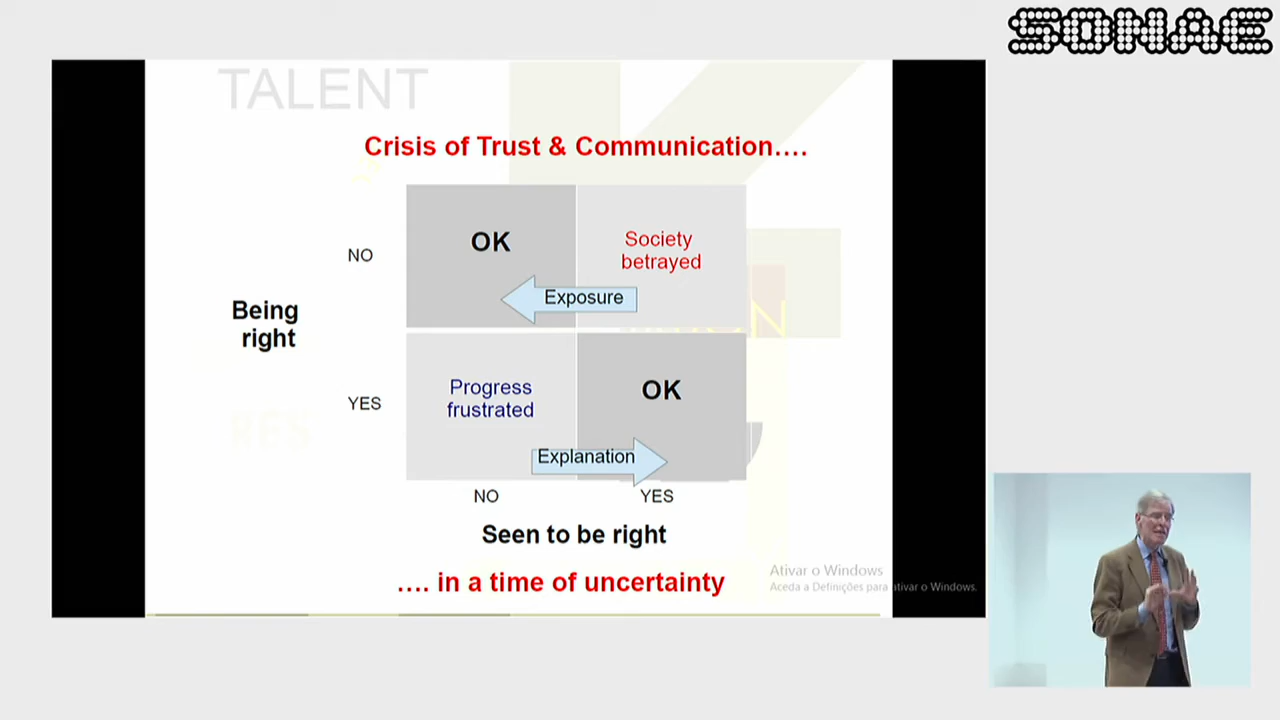 SONAE
TALENT
Crisis of Trust & Communication….
NO
OK
Society
betrayed
Exposure
Being
right
YES
Progress
frustrated
OK
Explanation
NO
YES
Seen to be right
…. in a time of uncertainty
Ativar o Windows
Aceda a Definições para ativar o Windows.